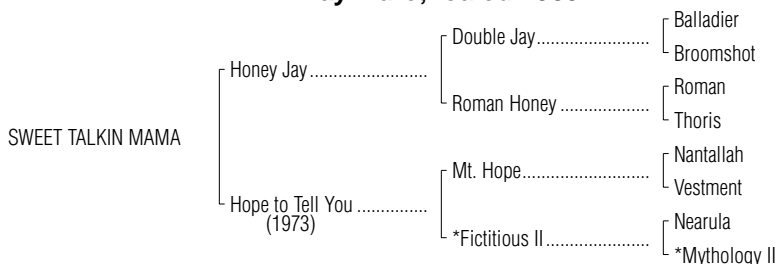 Balladier
Double Jay........................
Broomshot
Honey Jay.........................
Roman
Roman Honey...................
Thoris
SWEET TALKIN MAMA
Nantallah
Mt. Hope...........................
Vestment
Hope to Tell You ...............
(1973)
Nearula
*Fictitious II......................
*Mythology II